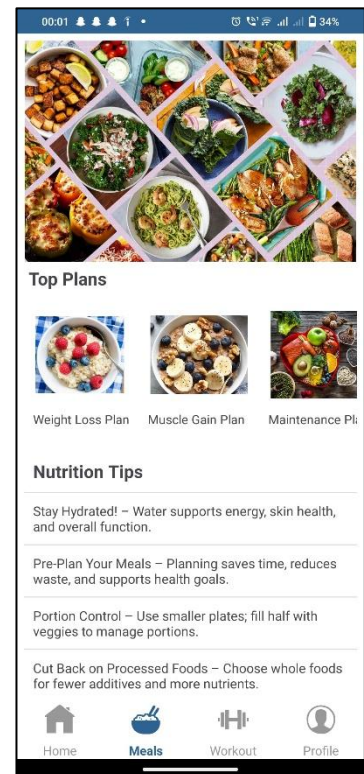 00:01 34%
Top Plans
Weight Loss Plan Muscle Gain Plan Maintenance Pla
Nutrition Tips
Stay Hydrated! – Water supports energy, skin health,
and overall function.
Pre-Plan Your Meals – Planning saves time, reduces
waste, and supports health goals.
Portion Control – Use smaller plates; fill half with
veggies to manage portions.
Cut Back on Processed Foods – Choose whole foods
for fewer additives and more nutrients.
Home Meals Workout Profile